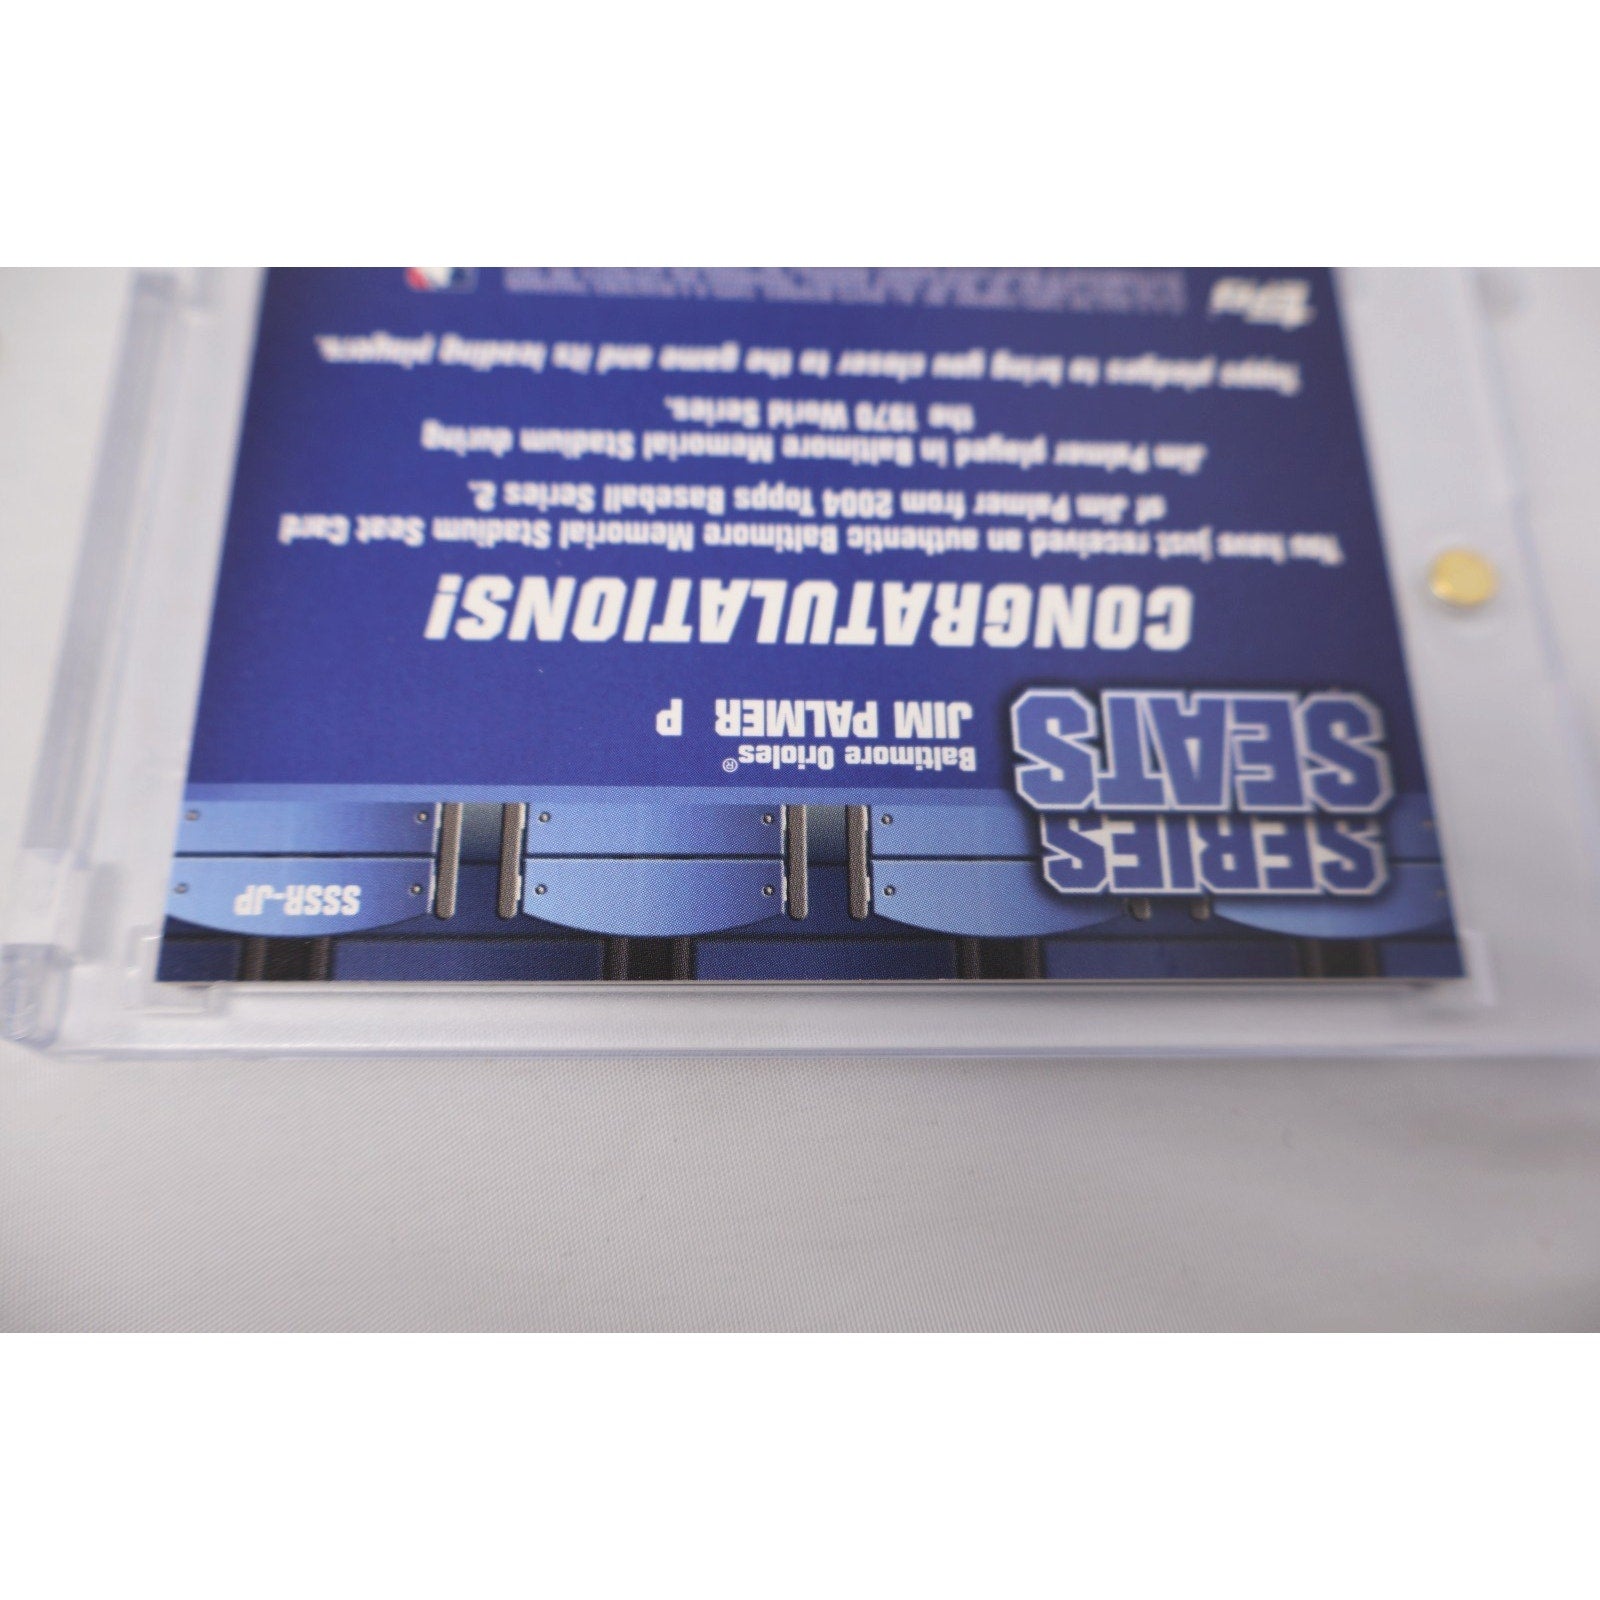 SSSR-JP
SERIES
SEATS
Baltimore Orioles®
JIM PALMER P
CONGRATULATIONS!
You have just received an authentic Baltimore Memorial Stadium Seat Card
of Jim Palmer from 2004 Topps Baseball Series 2.
Jim Palmer played in Baltimore Memorial Stadium during
the 1970 World Series.
Topps pledges to bring you closer to the game and its leading players.